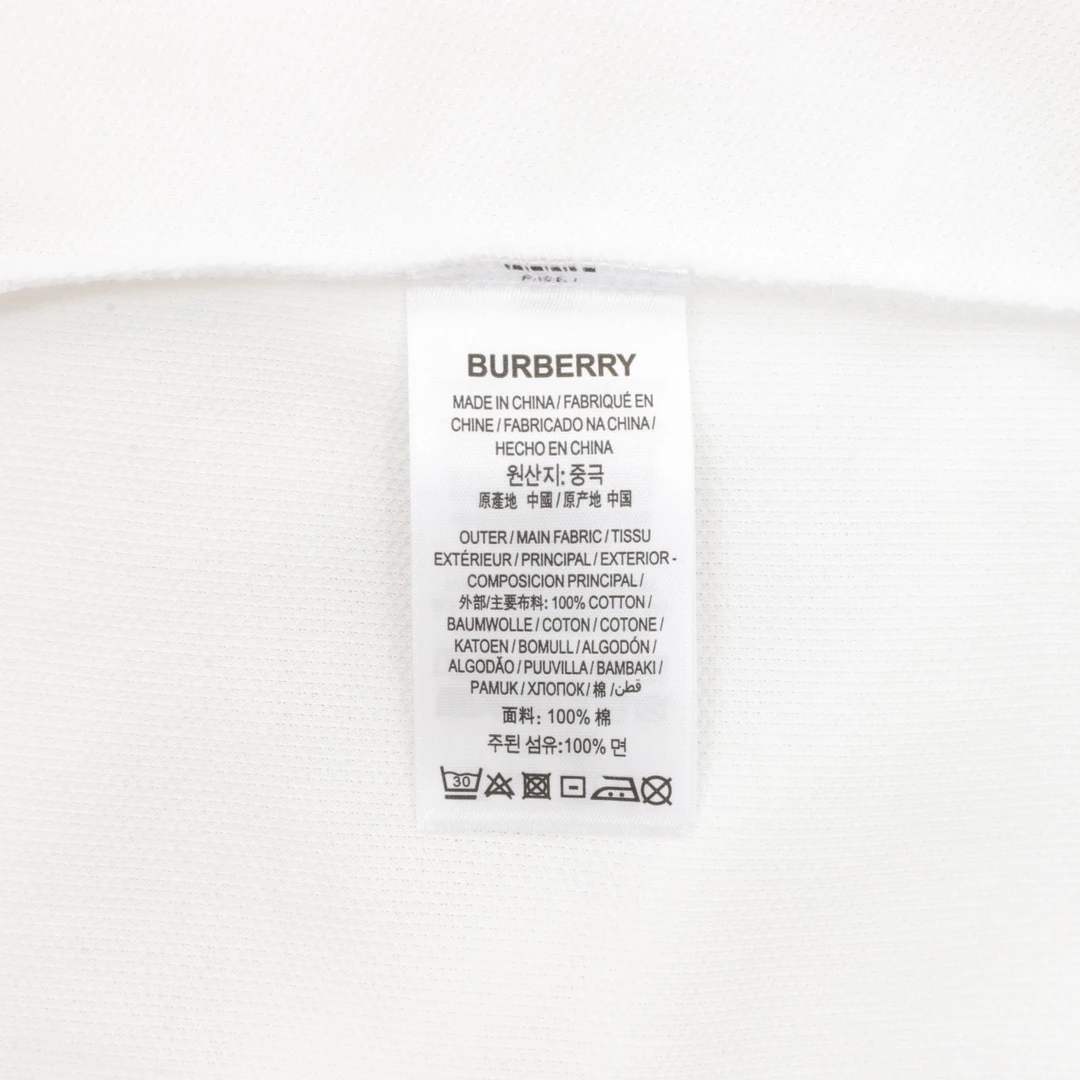 BURBERRY
MADE IN CHINA / FABRIQUÉ EN
CHINE / FABRICADO NA CHINA /
HECHO EN CHINA
원산지: 중극
原產地 中國 / 原产地 中国
OUTER / MAIN FABRIC / TISSU
EXTÉRIEUR / PRINCIPAL / EXTERIOR -
COMPOSICION PRINCIPAL /
外部/主要布料: 100% COTTON /
BAUMWOLLE / COTON / COTONE /
KATOEN / BOMULL / ALGODÓN /
ALGODÃO / PUUVILLA / BAMBAKI /
PAMUK / ХЛОПОК / 棉 / قطن
面料: 100% 棉
주된 섬유:100% 면
30